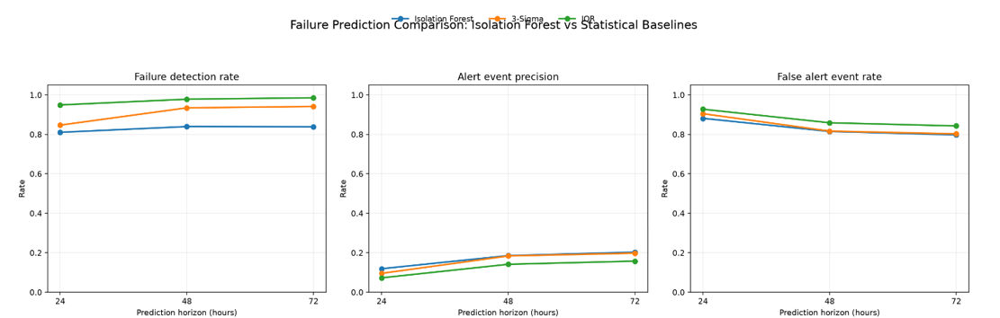 Isolation Forest 3-Sigma IQR
Failure Prediction Comparison: Isolation Forest vs Statistical Baselines
Failure detection rate
1.0
0.8
0.6
0.4
0.2
0.0
Rate
24 48 72
Prediction horizon (hours)
Alert event precision
1.0
0.8
0.6
0.4
0.2
0.0
Rate
24 48 72
Prediction horizon (hours)
False alert event rate
1.0
0.8
0.6
0.4
0.2
0.0
Rate
24 48 72
Prediction horizon (hours)